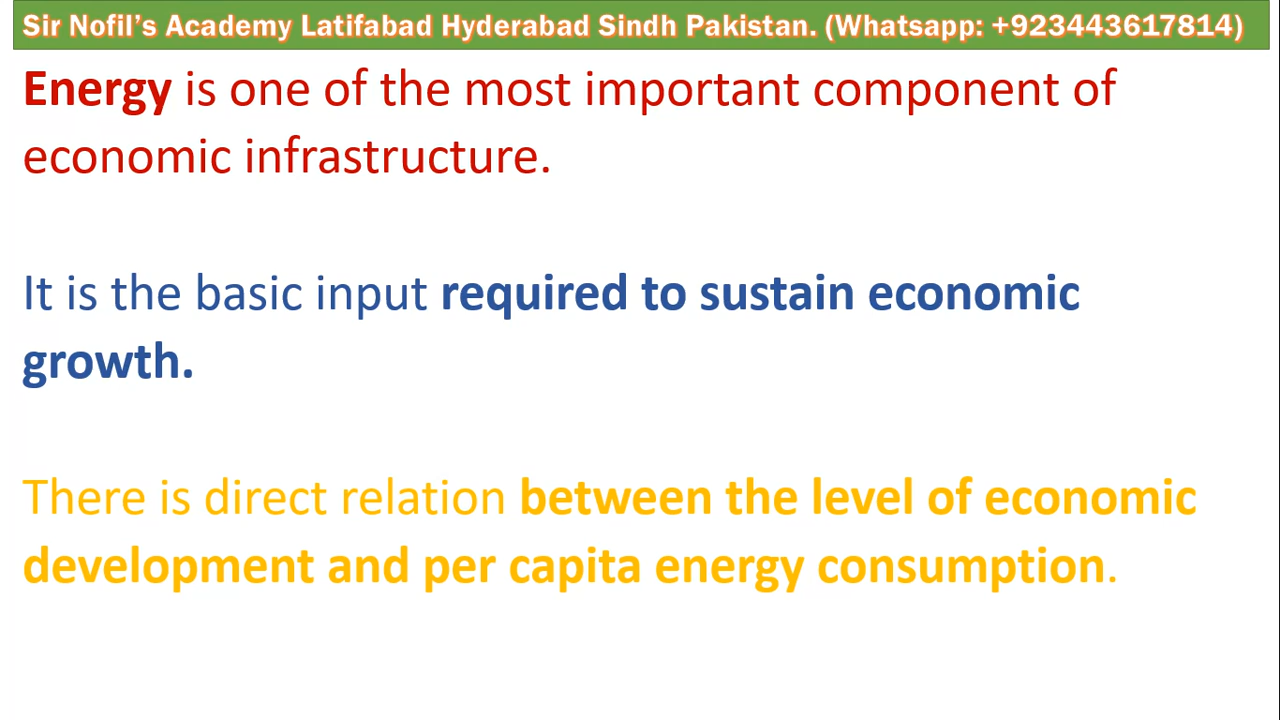 Sir Nofil's Academy Latifabad Hyderabad Sindh Pakistan. (Whatsapp: +923443617814)
Energy is one of the most important component of
economic infrastructure.
It is the basic input required to sustain economic
growth.
There is direct relation between the level of economic
development and per capita energy consumption.